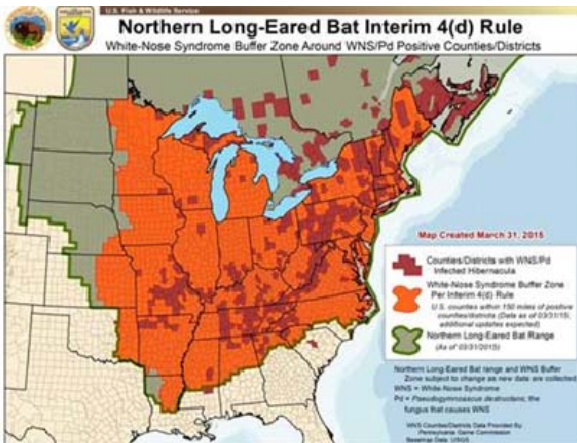 U.S. Fish & Wildlife Service
Northern Long-Eared Bat Interim 4(d) Rule
White-Nose Syndrome Buffer Zone Around WNS/Pd Positive Counties/Districts
Map Created March 31, 2015
Counties/Districts with WNS/Pd
Infected Hibernacula
White-Nose Syndrome Buffer Zone
Per Interim 4(d) Rule
U.S. counties within 150 miles of positive
counties/districts (Data as of 03/31/15,
additional updates expected)
Northern Long-Eared Bat Range
(As of 03/31/2015)
Northern Long-Eared Bat range and WNS Buffer
Zone subject to change as new data are collected.
WNS = White-Nose Syndrome
Pd = Pseudogymnoascus destructans; the
fungus that causes WNS
WNS Counties/Districts Data Provided By:
Pennsylvania Game Commission
Basemap Data: USGS